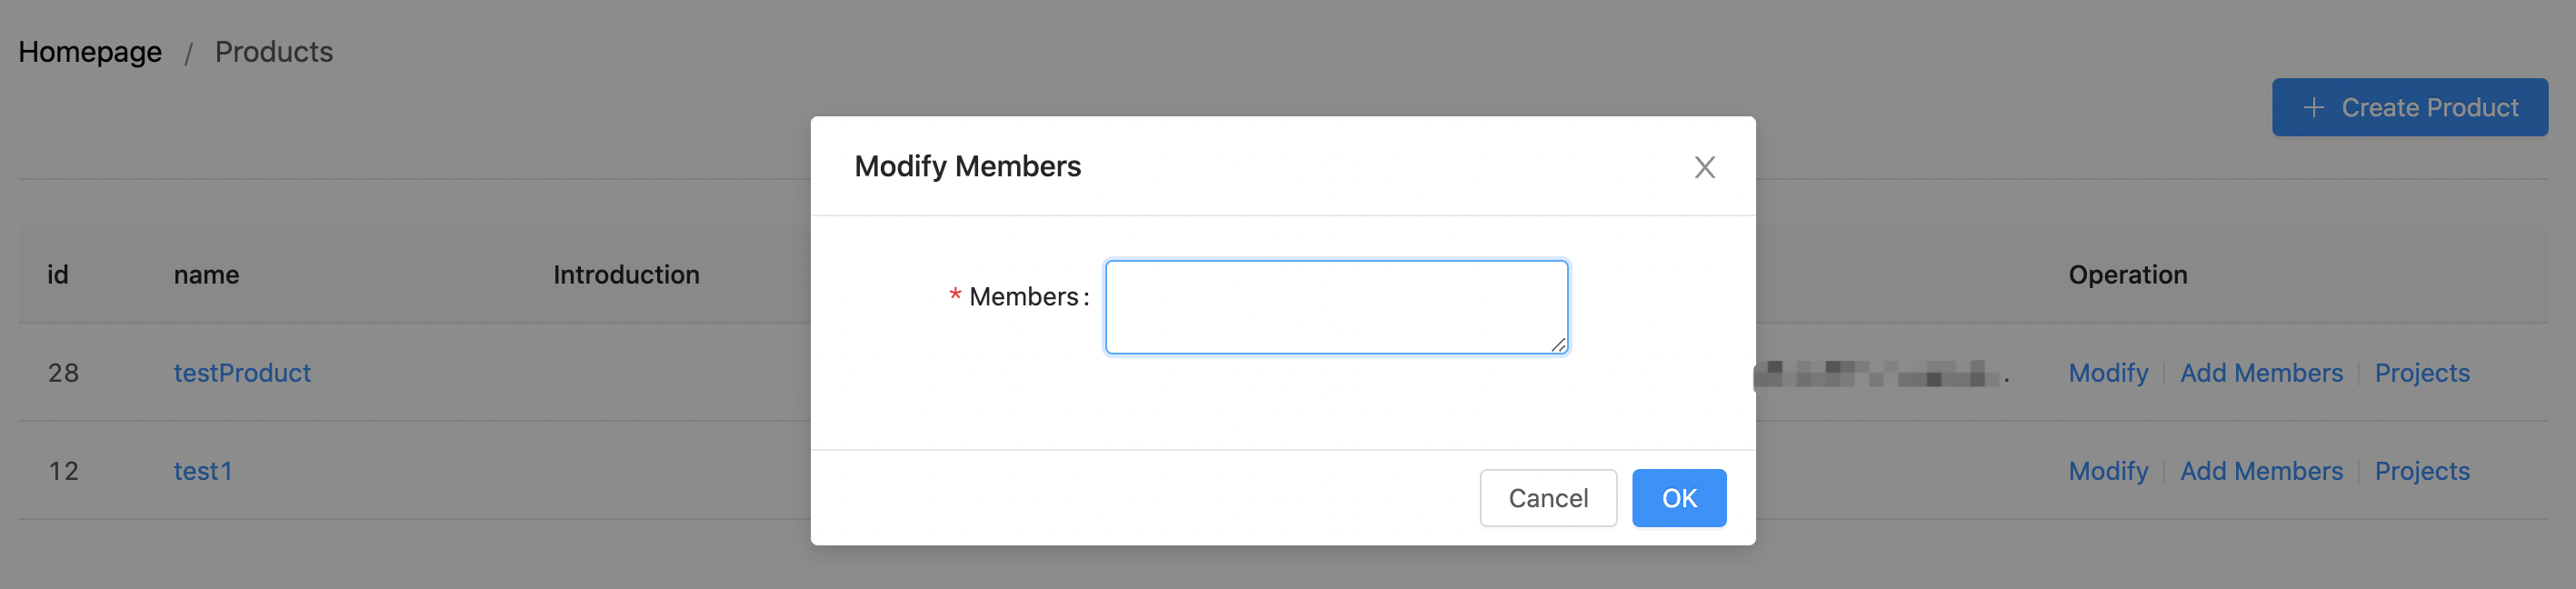 Homepage / Products
+ Create Product
Modify Members X
* Members:
Cancel OK
id name Introduction Operation
28 testProduct . Modify | Add Members | Projects
12 test1 Modify | Add Members | Projects